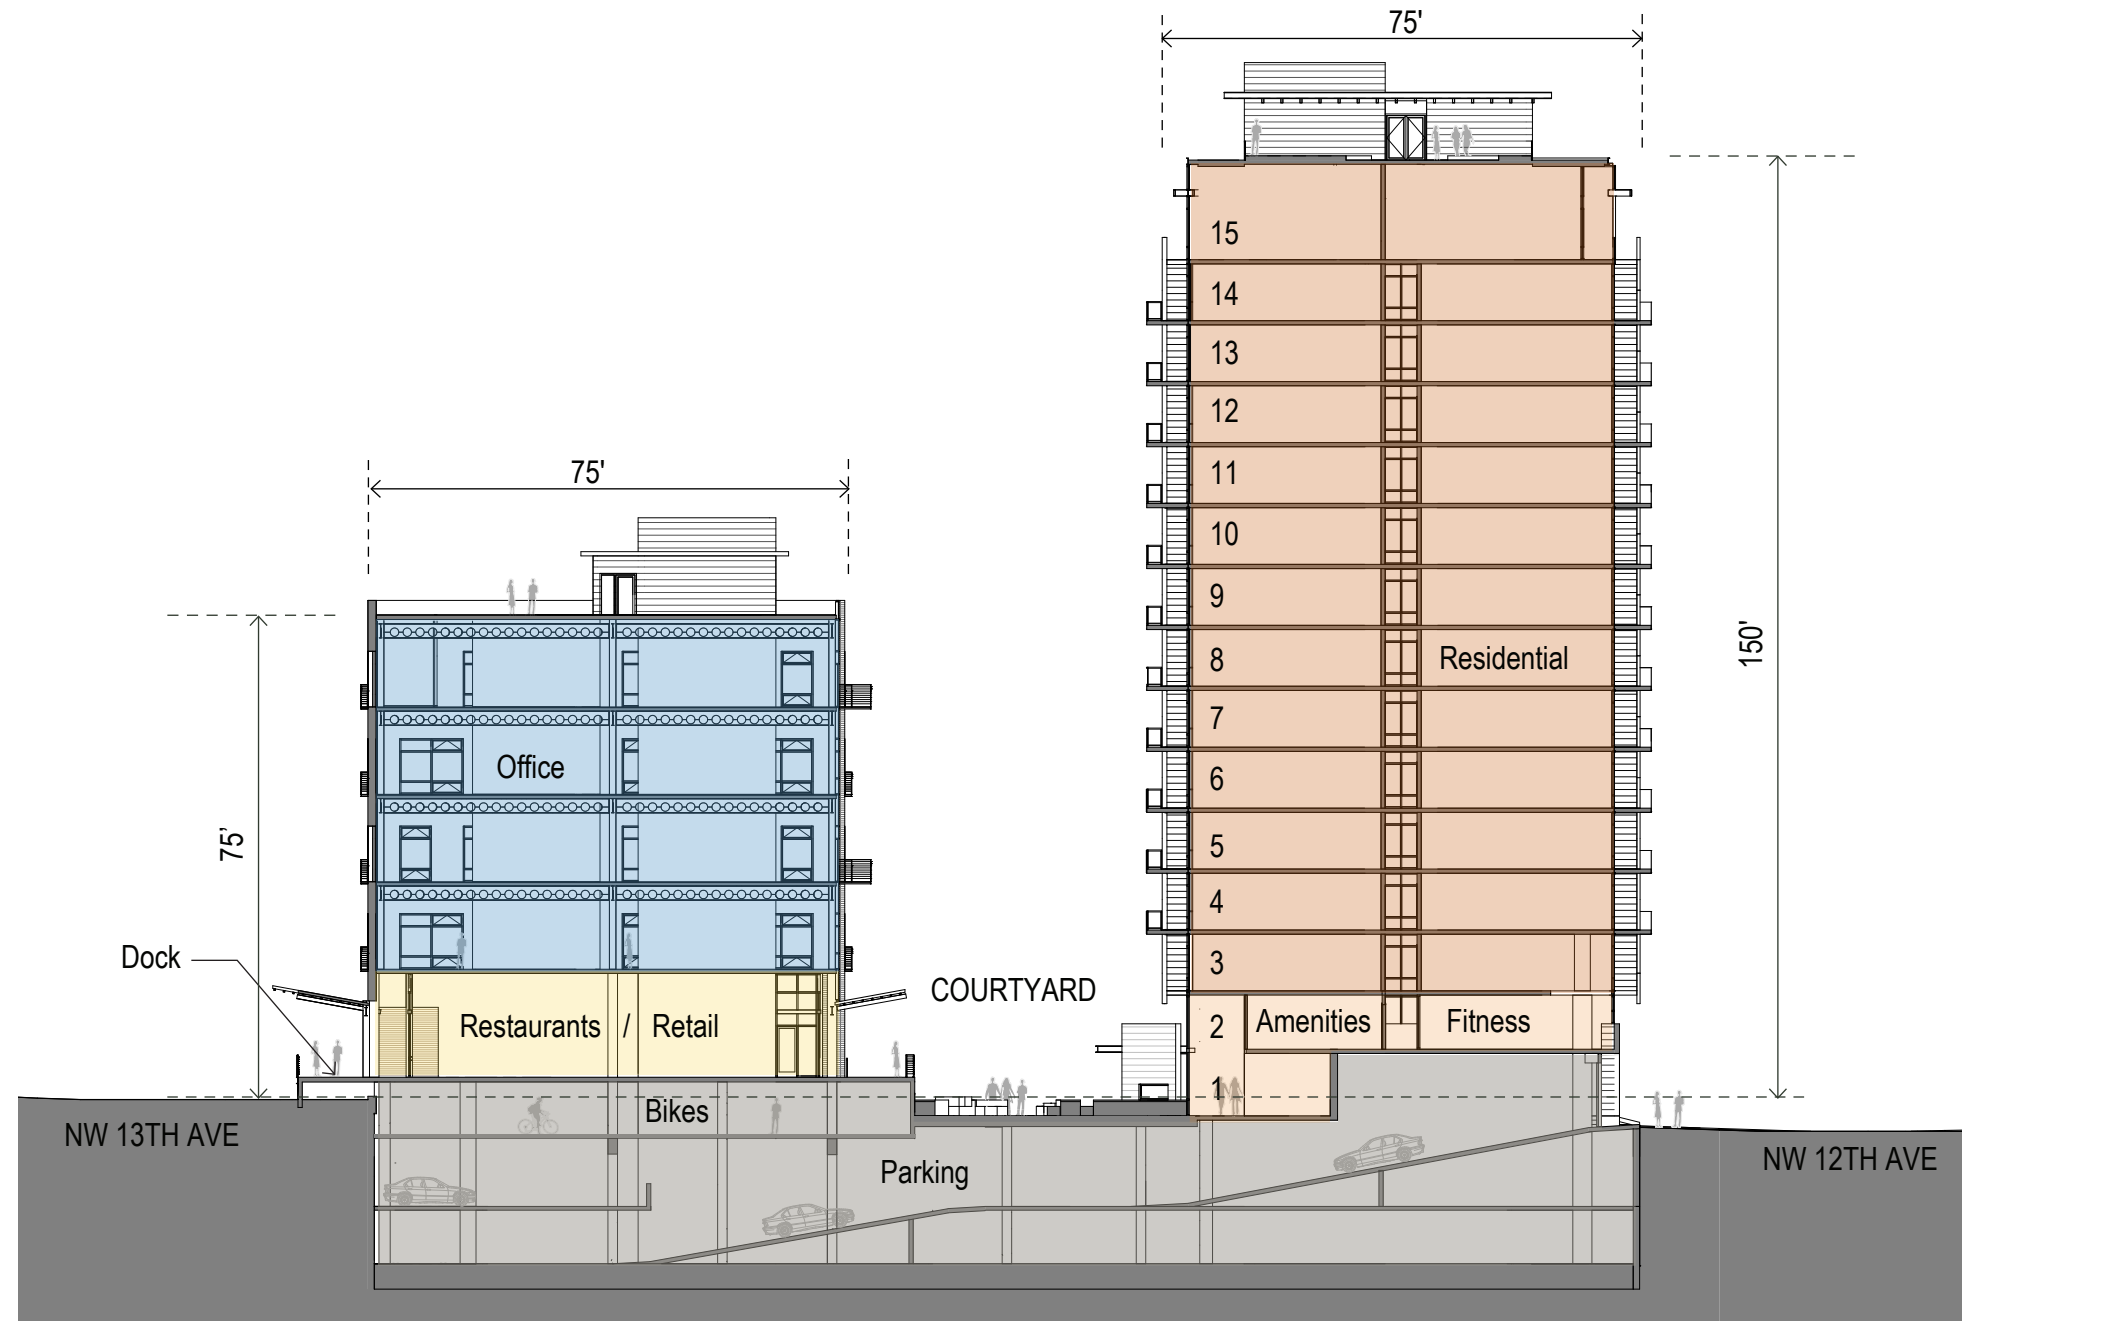 75'
15
14
13
12
11
10
9
8
Residential
7
6
5
4
3
2
Amenities
Fitness
1
150'
75'
75'
Office
Dock
Restaurants / Retail
COURTYARD
Bikes
Parking
NW 13TH AVE
NW 12TH AVE